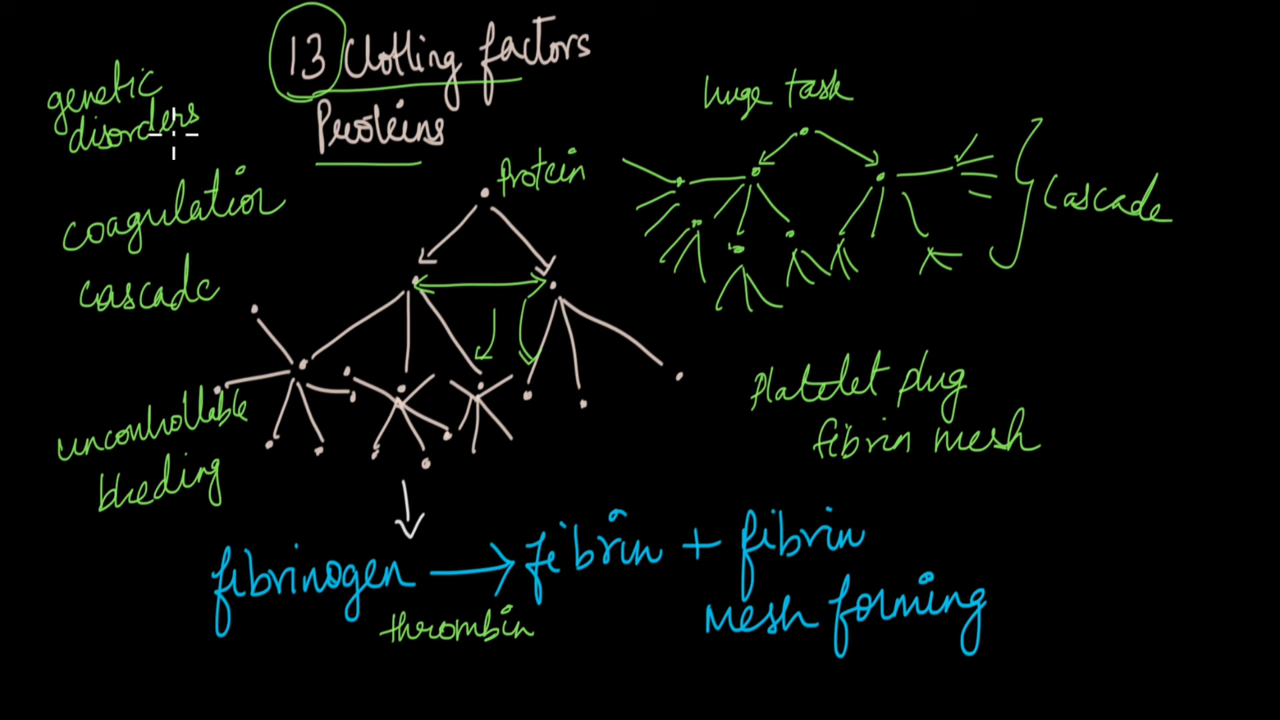 13 Clotting factors
Proteins
genetic
disorders
coagulation
cascade
uncontrollable
bleeding
Protein
huge task
Cascade
Platelet plug
fibrin mesh
fibrinogen → fibrin + fibrin
thrombin
mesh forming